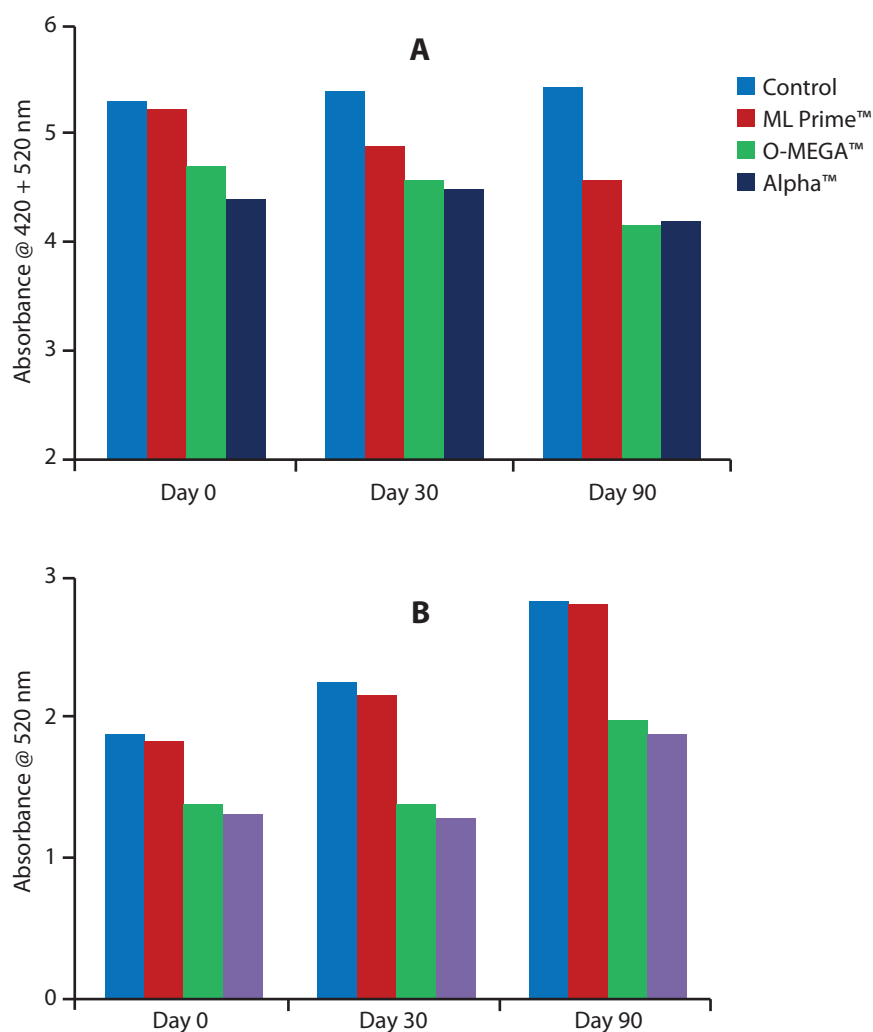 A
Absorbance @ 420 + 520 nm
6
5
4
3
2
Day 0
Day 30
Day 90
Control
ML Prime™
O-MEGA™
Alpha™
B
Absorbance @ 520 nm
3
2
1
0
Day 0
Day 30
Day 90